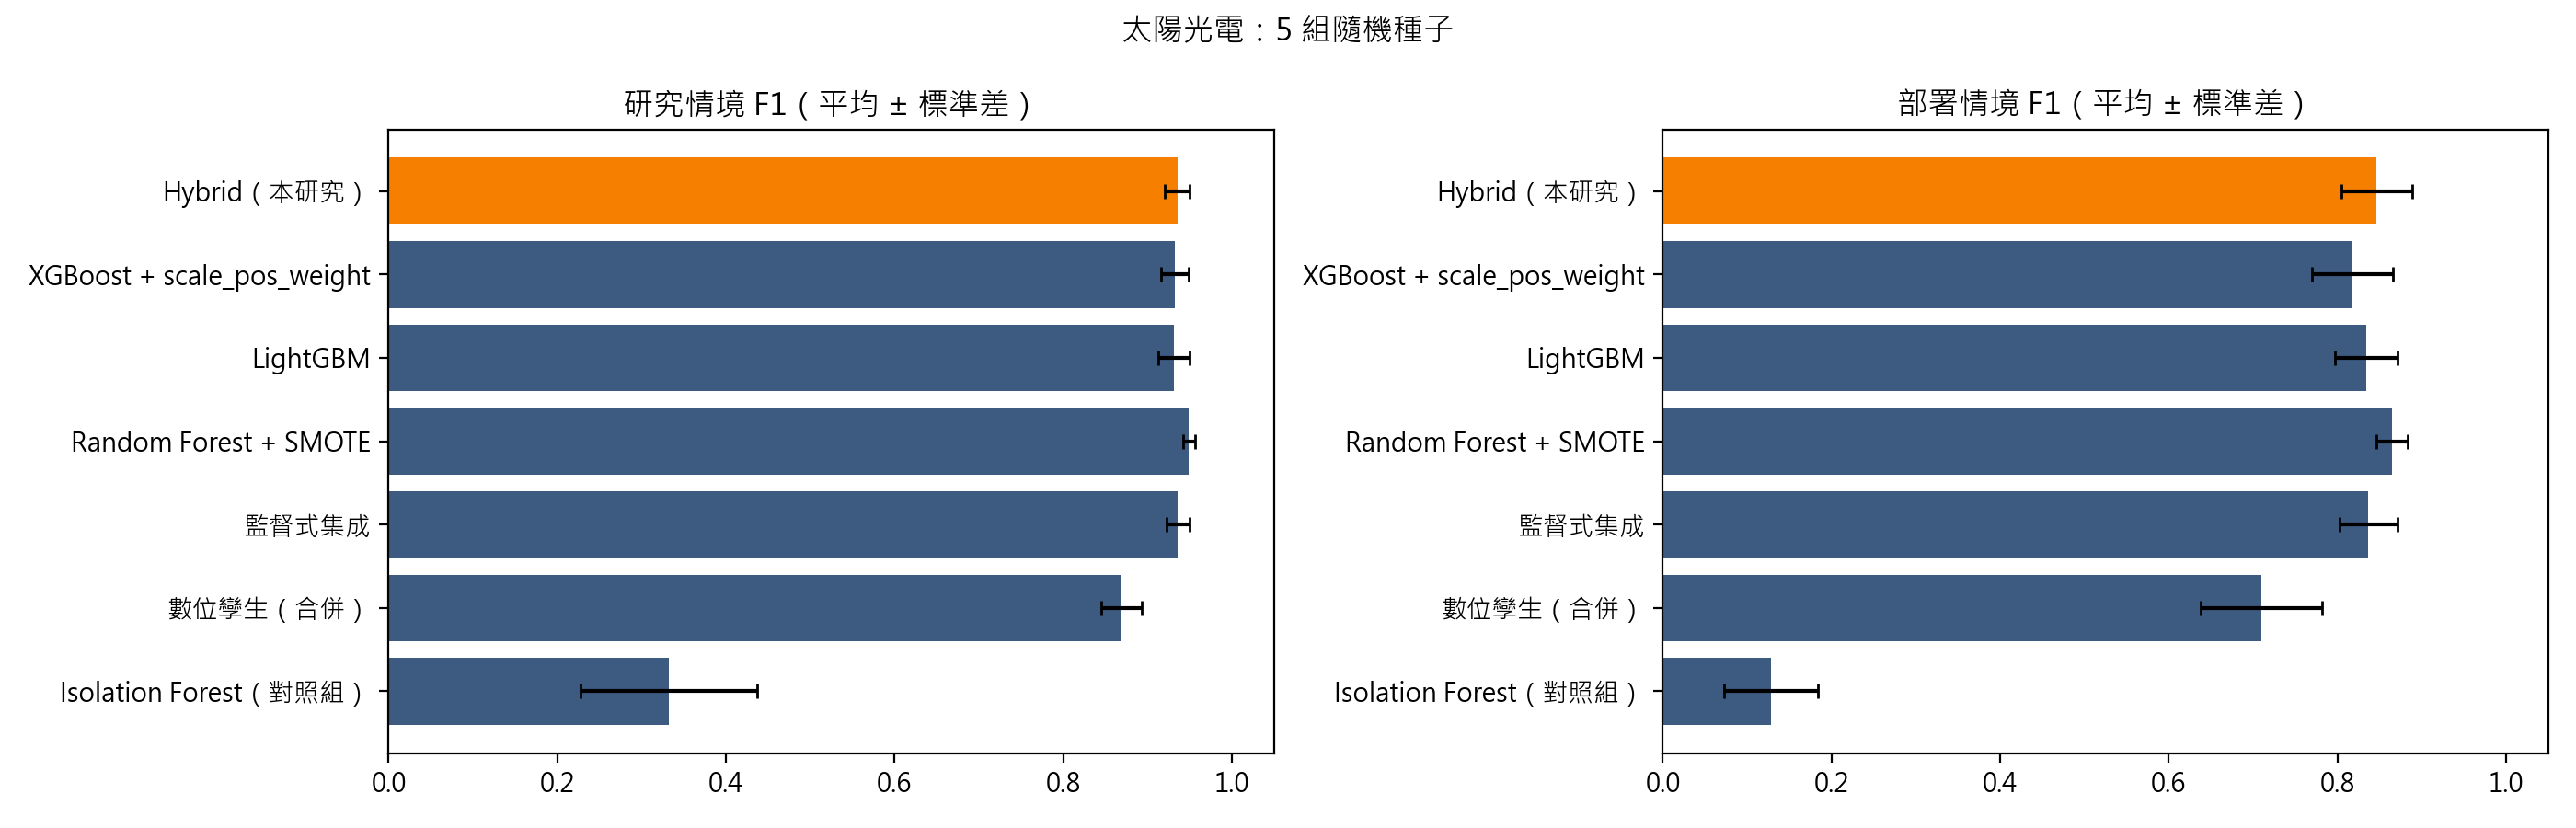 太陽光電：5 組隨機種子
研究情境 F1（平均 ± 標準差）
Hybrid（本研究）
XGBoost + scale_pos_weight
LightGBM
Random Forest + SMOTE
監督式集成
數位孿生（合併）
Isolation Forest（對照組）
0.0 0.2 0.4 0.6 0.8 1.0
部署情境 F1（平均 ± 標準差）
Hybrid（本研究）
XGBoost + scale_pos_weight
LightGBM
Random Forest + SMOTE
監督式集成
數位孿生（合併）
Isolation Forest（對照組）
0.0 0.2 0.4 0.6 0.8 1.0